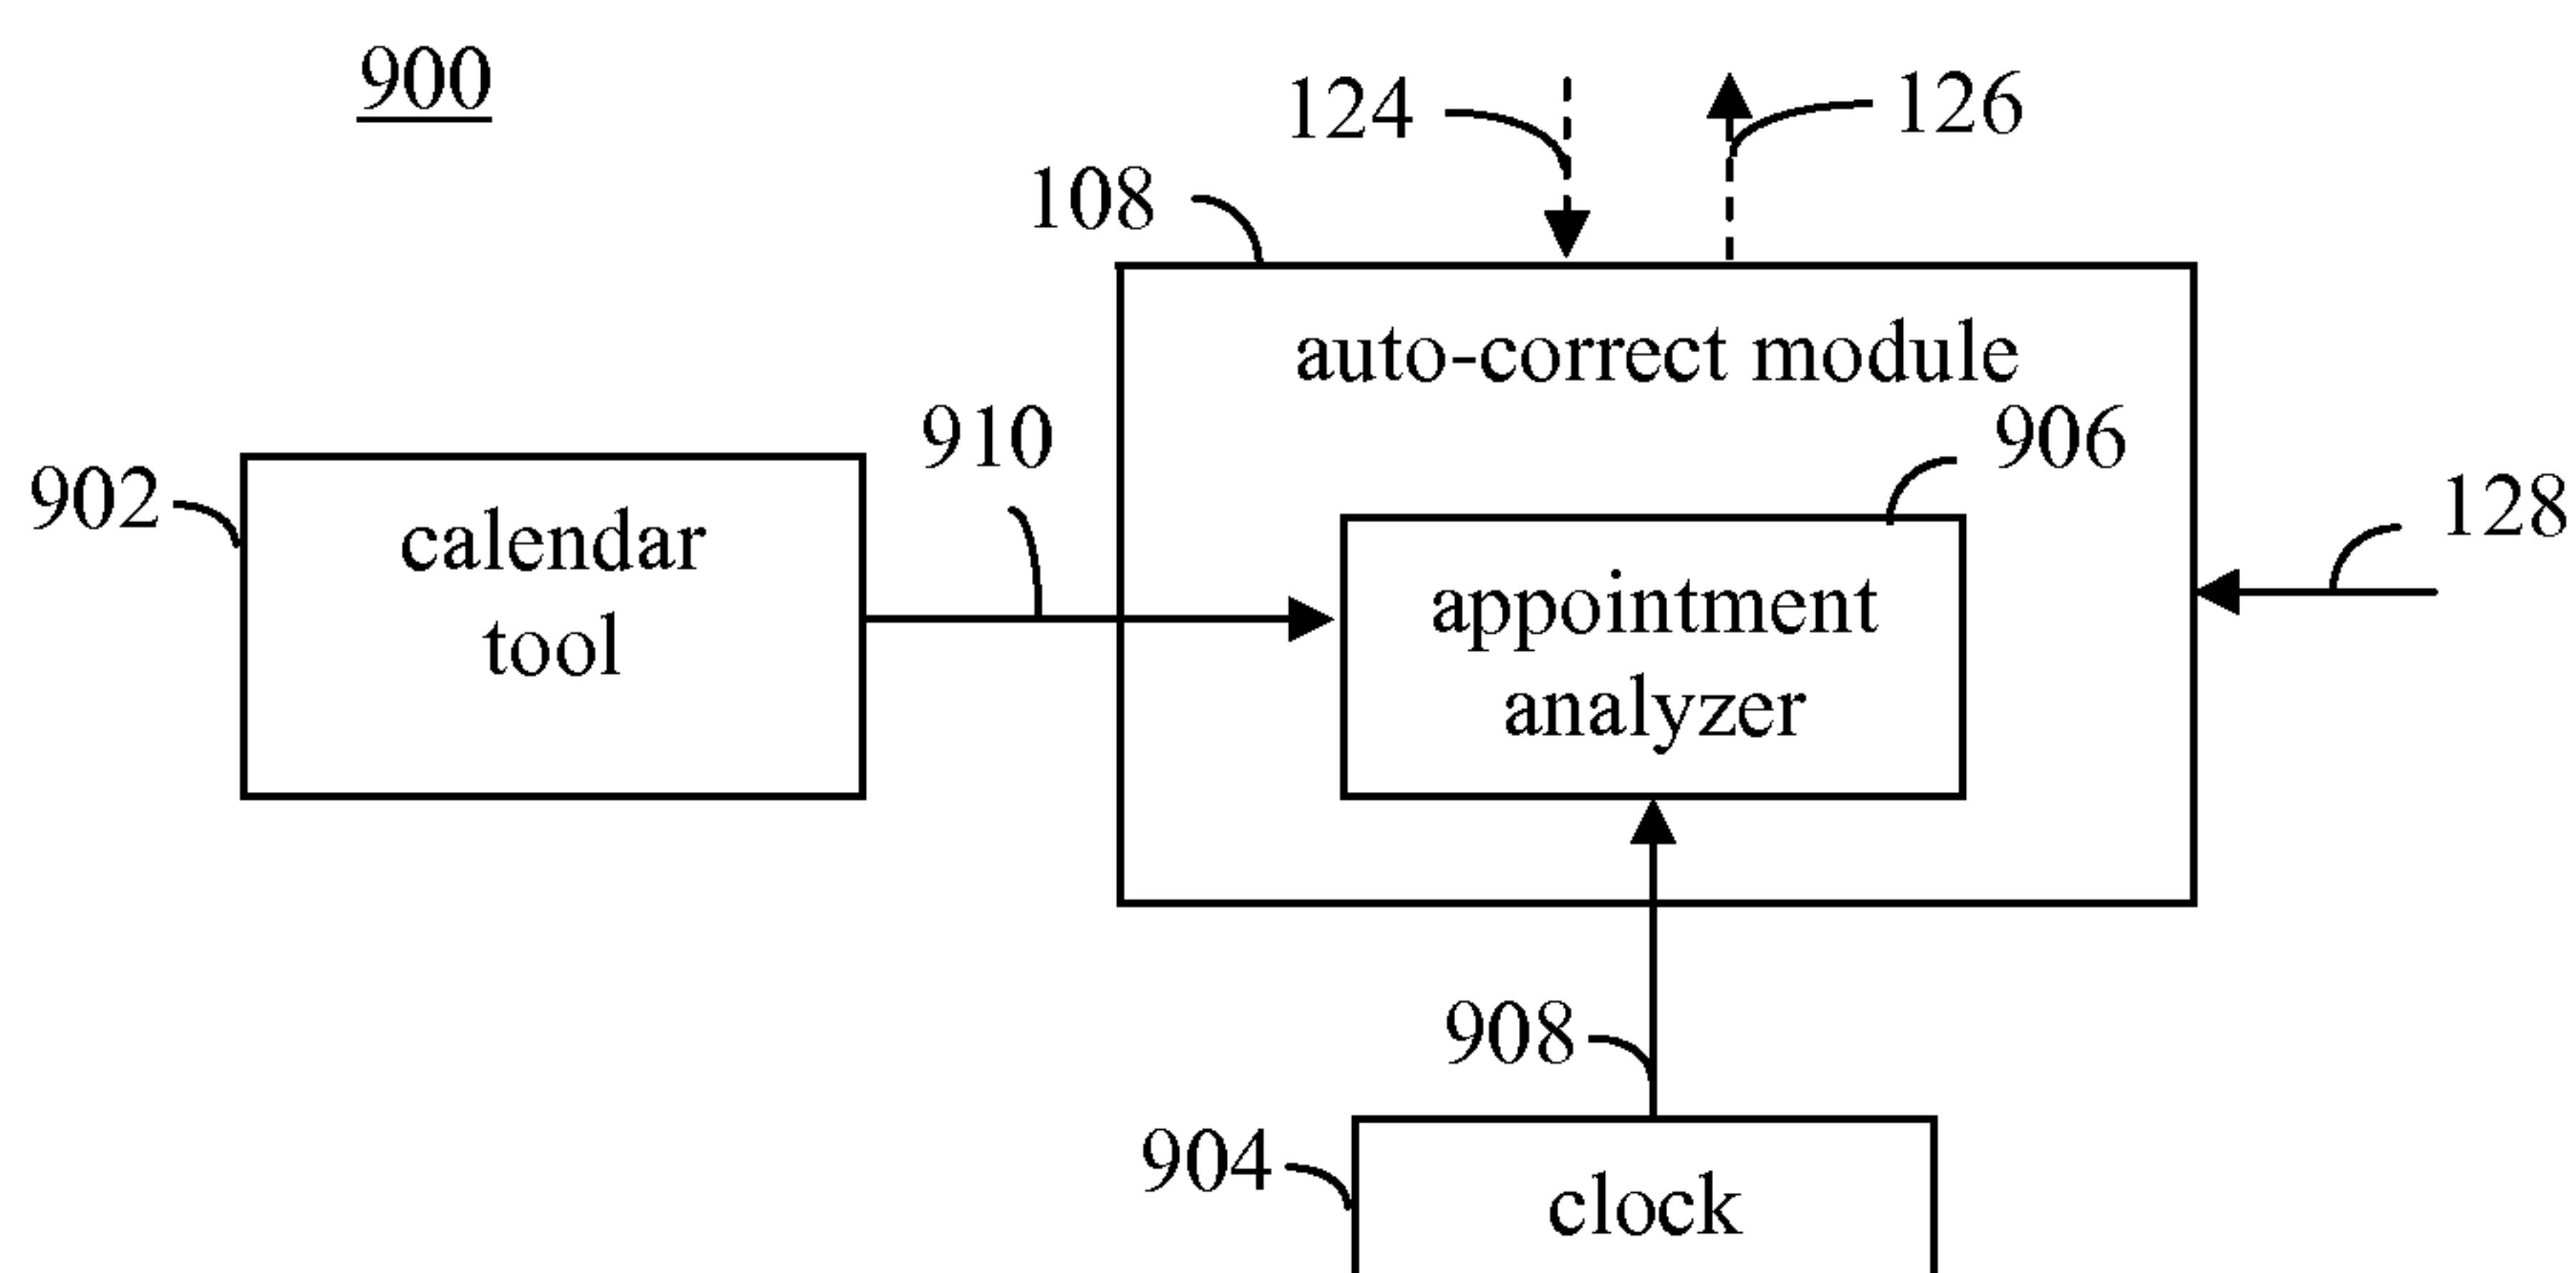 900
124
126
108
auto-correct module
910
906
902
128
calendar
tool
appointment
analyzer
908
904
clock